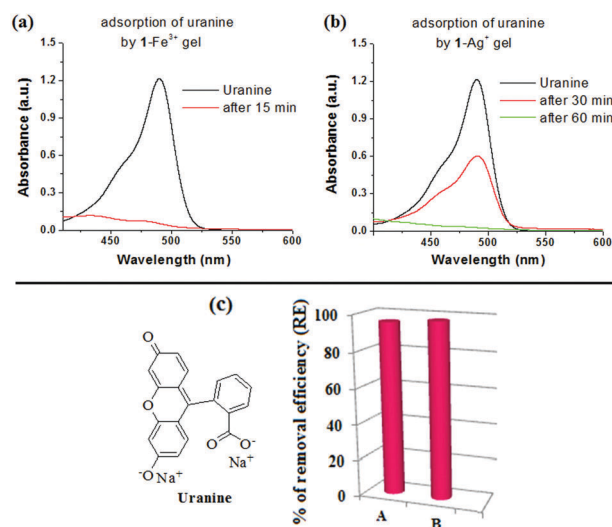 (a)
adsorption of uranine
by 1-Fe³⁺ gel
1.5
1.2
0.9
0.6
0.3
0.0
Absorbance (a.u.)
Uranine
after 15 min
450 500 550 600
Wavelength (nm)
(b)
adsorption of uranine
by 1-Ag⁺ gel
1.5
1.2
0.9
0.6
0.3
0.0
Absorbance (a.u.)
Uranine
after 30 min
after 60 min
450 500 550 600
Wavelength (nm)
(c)
O
O
O
O⁻
Na⁺
⁻O Na⁺
Uranine
% of removal efficiency (RE)
100
80
60
40
20
0
A B